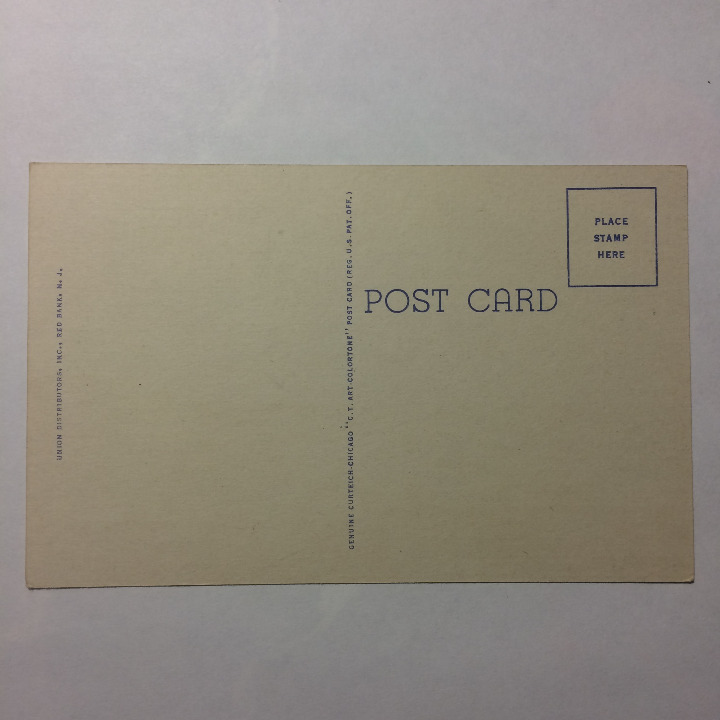 UNION DISTRIBUTORS, INC., RED BANK, N. J.
GENUINE CURTEICH-CHICAGO "C.T. ART-COLORTONE" POST CARD (REG. U.S. PAT. OFF.)
POST CARD
PLACE
STAMP
HERE